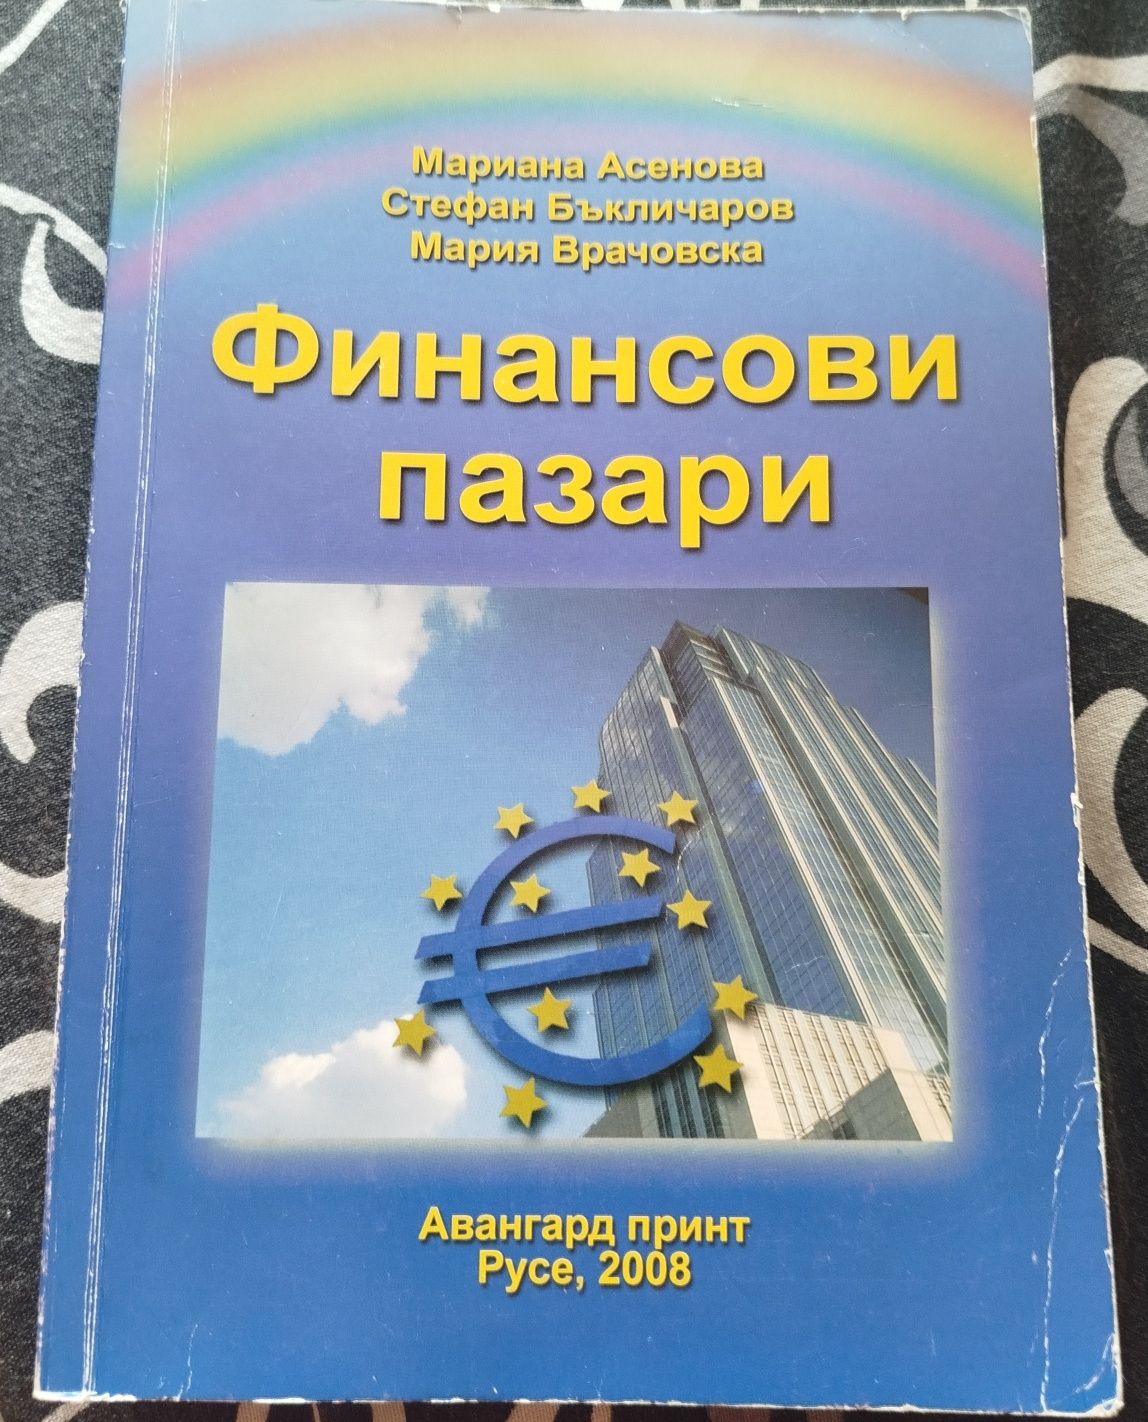 Мариана Асенова
Стефан Бъкличаров
Мария Врачовска
Финансови
пазари
Авангард принт
Русе, 2008